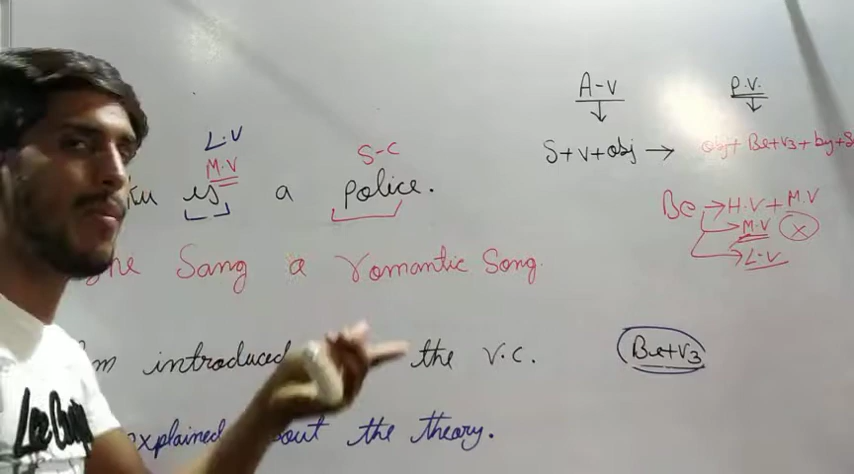 A-V
P.V.
S+V+obj → obj+ Be+V3+by+S
L.V
M.V
S-C
is a police.
Be → H.V + M.V
→ M.V (X)
→ L.V
She Sang a romantic Song.
introduced the V.C.
Be+V3
explained about the theory.